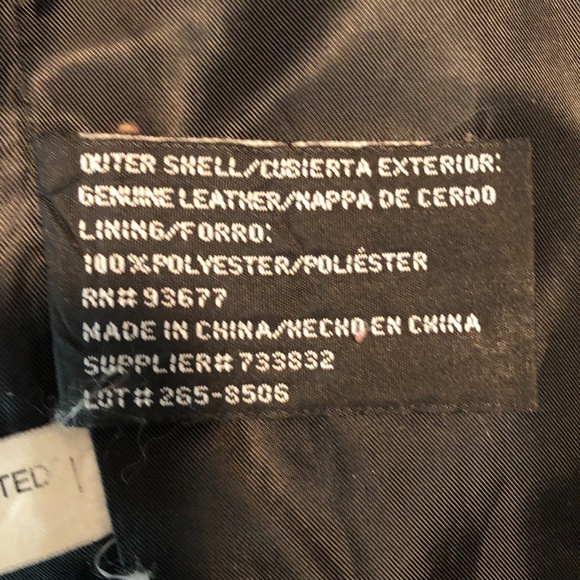 OUTER SHELL/CUBIERTA EXTERIOR:
GENUINE LEATHER/NAPPA DE CERDO
LINING/FORRO:
100%POLYESTER/POLIÉSTER
RN# 93677
MADE IN CHINA/HECHO EN CHINA
SUPPLIER# 733832
LOT# 265-8506
TED